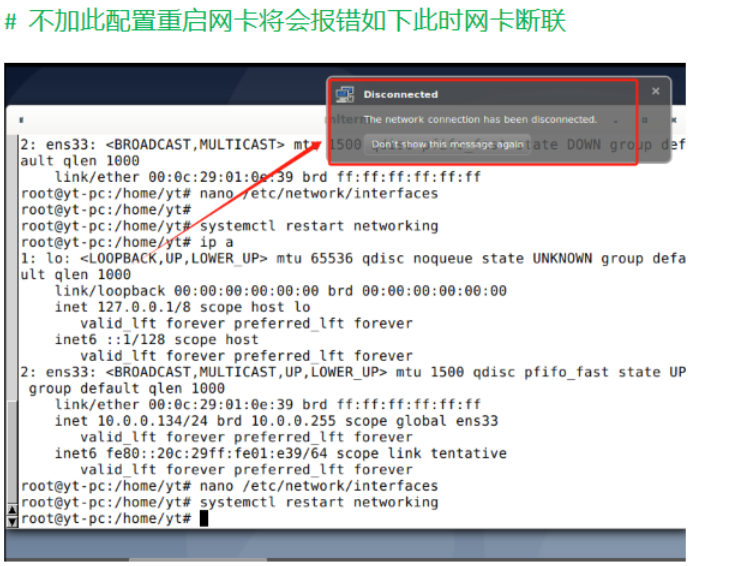 # 不加此配置重启网卡将会报错如下此时网卡断联
Disconnected
The network connection has been disconnected.
Don't show this message again
2: ens33: <BROADCAST,MULTICAST> mtu 1500 qdisc pfifo_fast state DOWN group def
ault qlen 1000
link/ether 00:0c:29:01:0e:39 brd ff:ff:ff:ff:ff:ff
root@yt-pc:/home/yt# nano /etc/network/interfaces
root@yt-pc:/home/yt#
root@yt-pc:/home/yt# systemctl restart networking
root@yt-pc:/home/yt# ip a
1: lo: <LOOPBACK,UP,LOWER_UP> mtu 65536 qdisc noqueue state UNKNOWN group defa
ult qlen 1000
link/loopback 00:00:00:00:00:00 brd 00:00:00:00:00:00
inet 127.0.0.1/8 scope host lo
valid_lft forever preferred_lft forever
inet6 ::1/128 scope host
valid_lft forever preferred_lft forever
2: ens33: <BROADCAST,MULTICAST,UP,LOWER_UP> mtu 1500 qdisc pfifo_fast state UP
group default qlen 1000
link/ether 00:0c:29:01:0e:39 brd ff:ff:ff:ff:ff:ff
inet 10.0.0.134/24 brd 10.0.0.255 scope global ens33
valid_lft forever preferred_lft forever
inet6 fe80::20c:29ff:fe01:e39/64 scope link tentative
valid_lft forever preferred_lft forever
root@yt-pc:/home/yt# nano /etc/network/interfaces
root@yt-pc:/home/yt# systemctl restart networking
root@yt-pc:/home/yt#